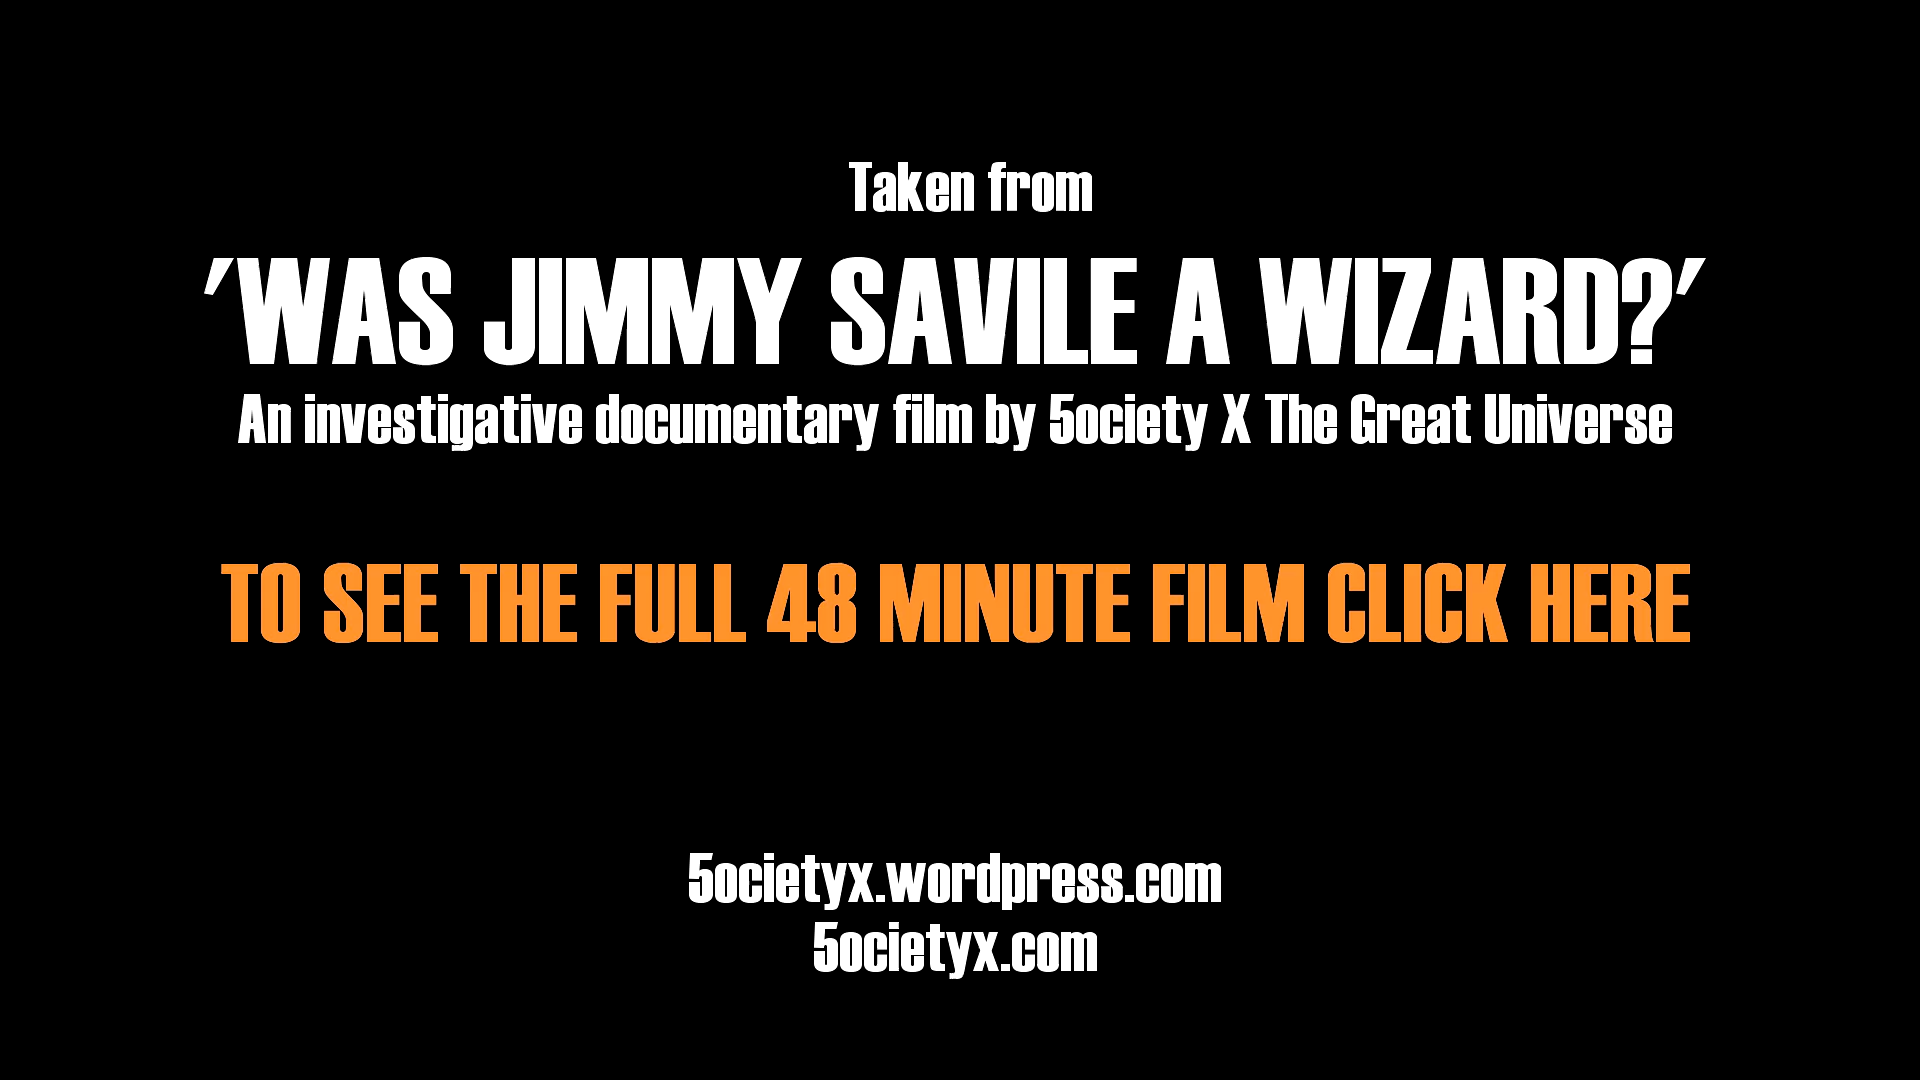 Taken from
'WAS JIMMY SAVILE A WIZARD?'
An investigative documentary film by 5ociety X The Great Universe
TO SEE THE FULL 48 MINUTE FILM CLICK HERE
5ocietyx.wordpress.com
5ocietyx.com